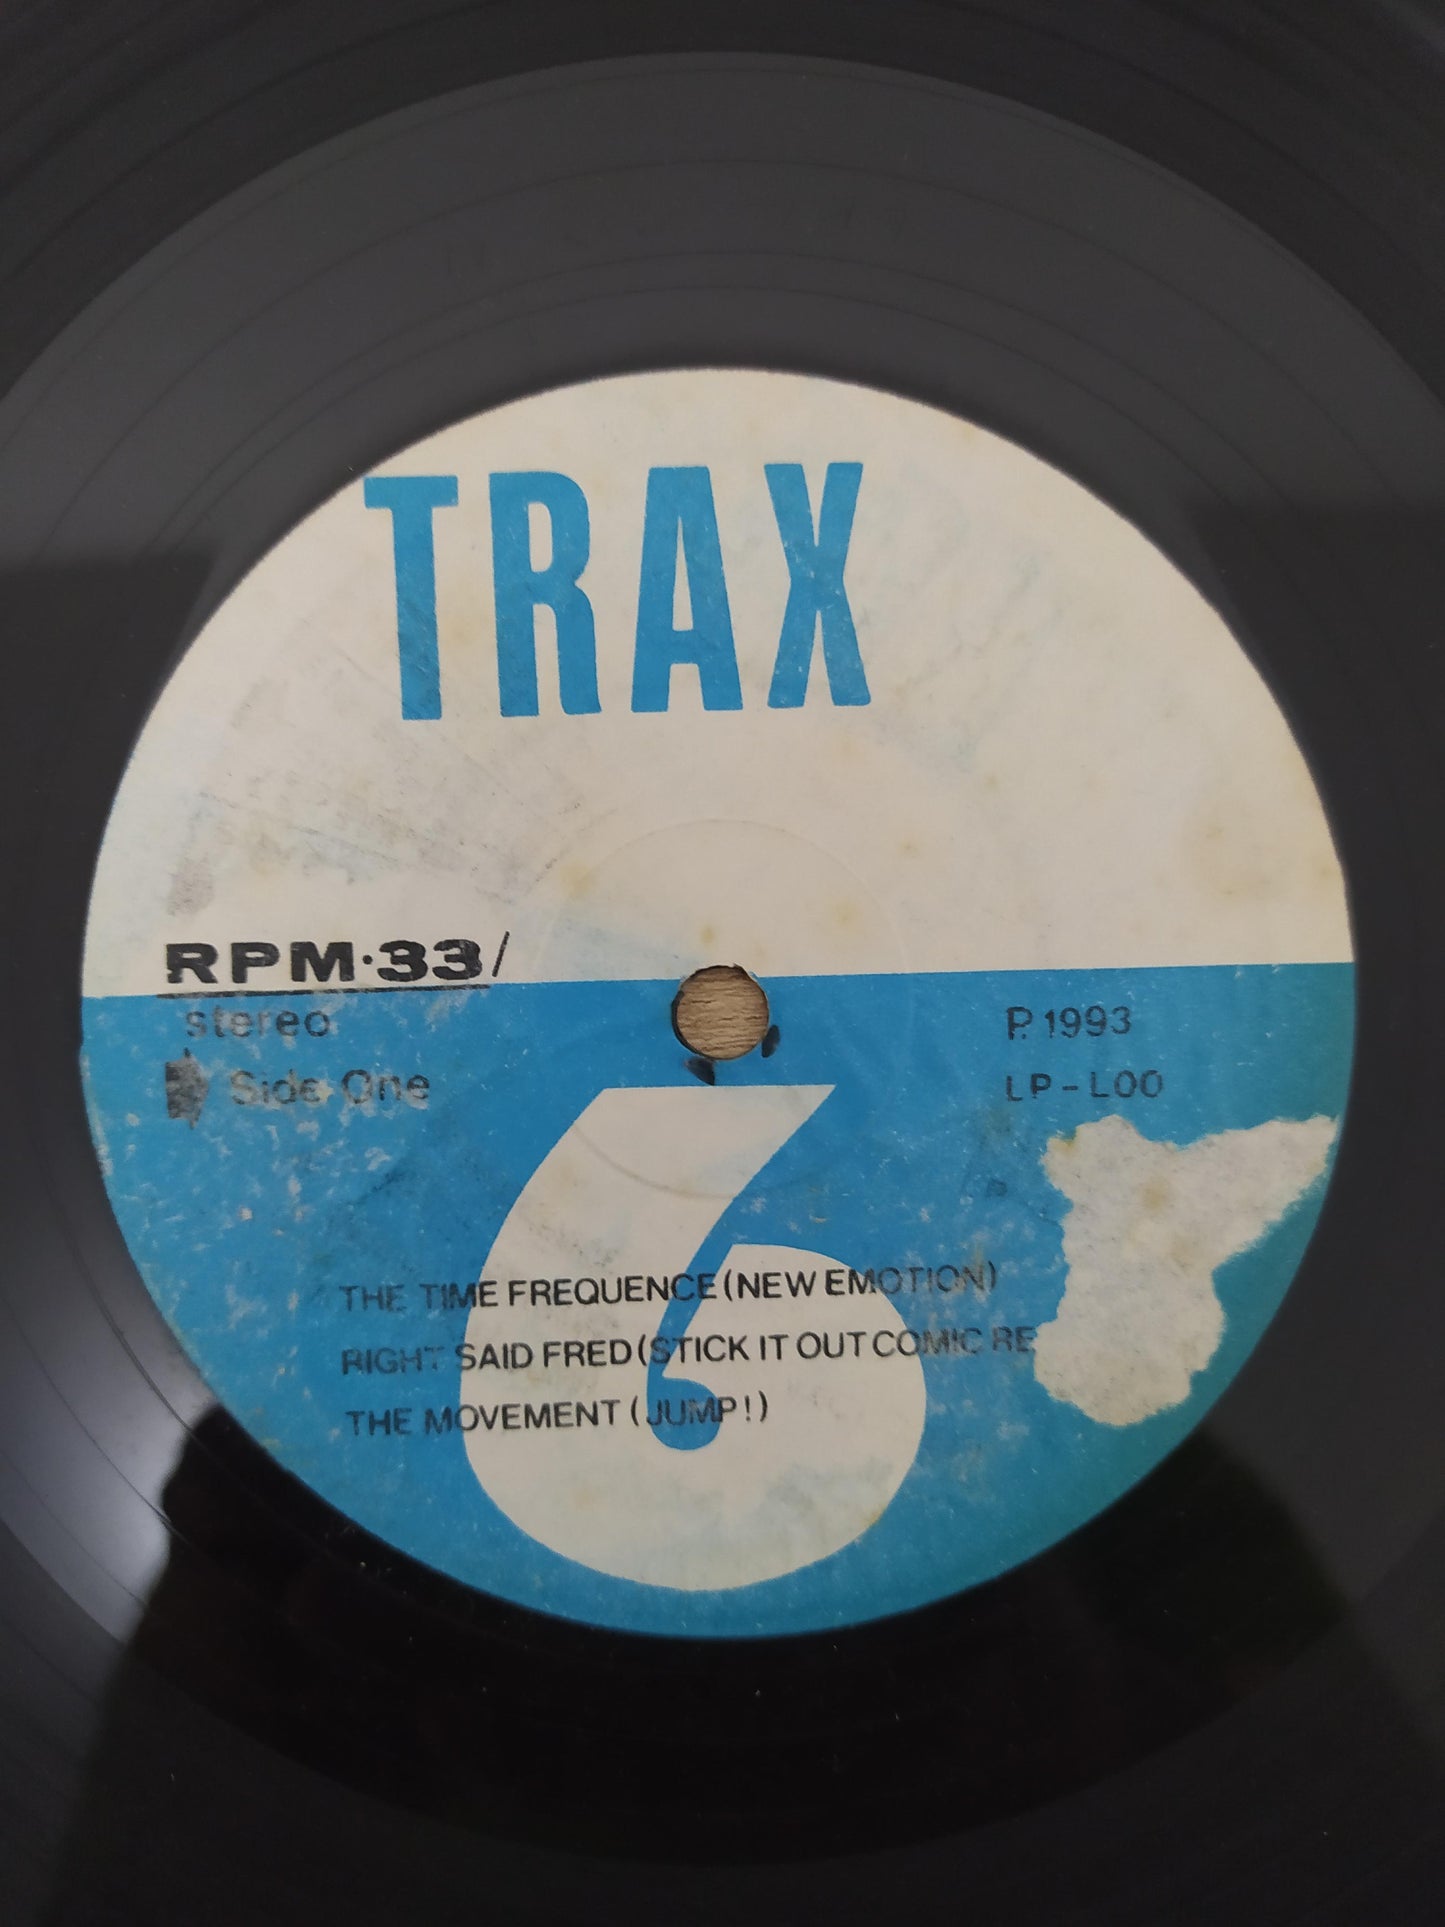 TRAX
RPM·33/
stereo
Side One
P. 1993
LP-L00
6
THE TIME FREQUENCE (NEW EMOTION)
RIGHT SAID FRED (STICK IT OUT COMIC RE
THE MOVEMENT (JUMP!)